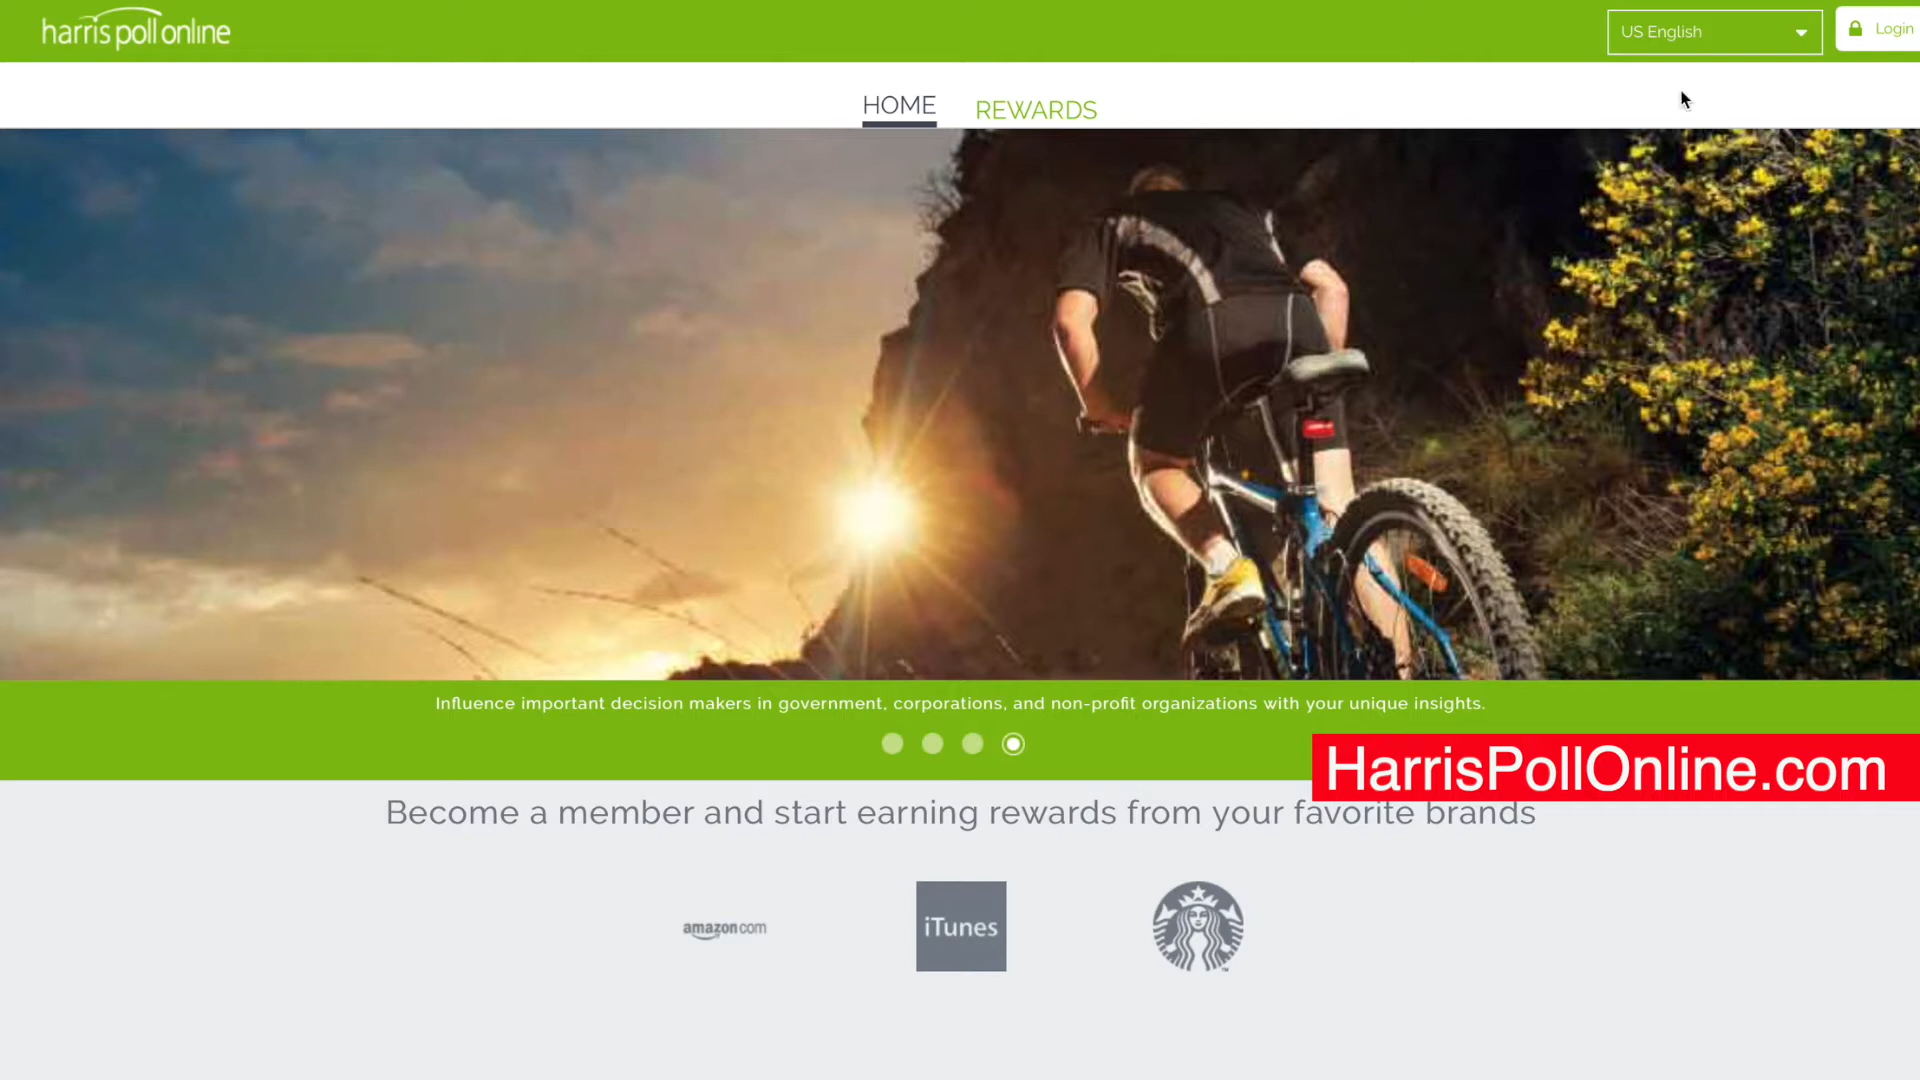 harris poll online
US English
Login
HOME
REWARDS
Influence important decision makers in government, corporations, and non-profit organizations with your unique insights.
HarrisPollOnline.com
Become a member and start earning rewards from your favorite brands
amazon.com
iTunes